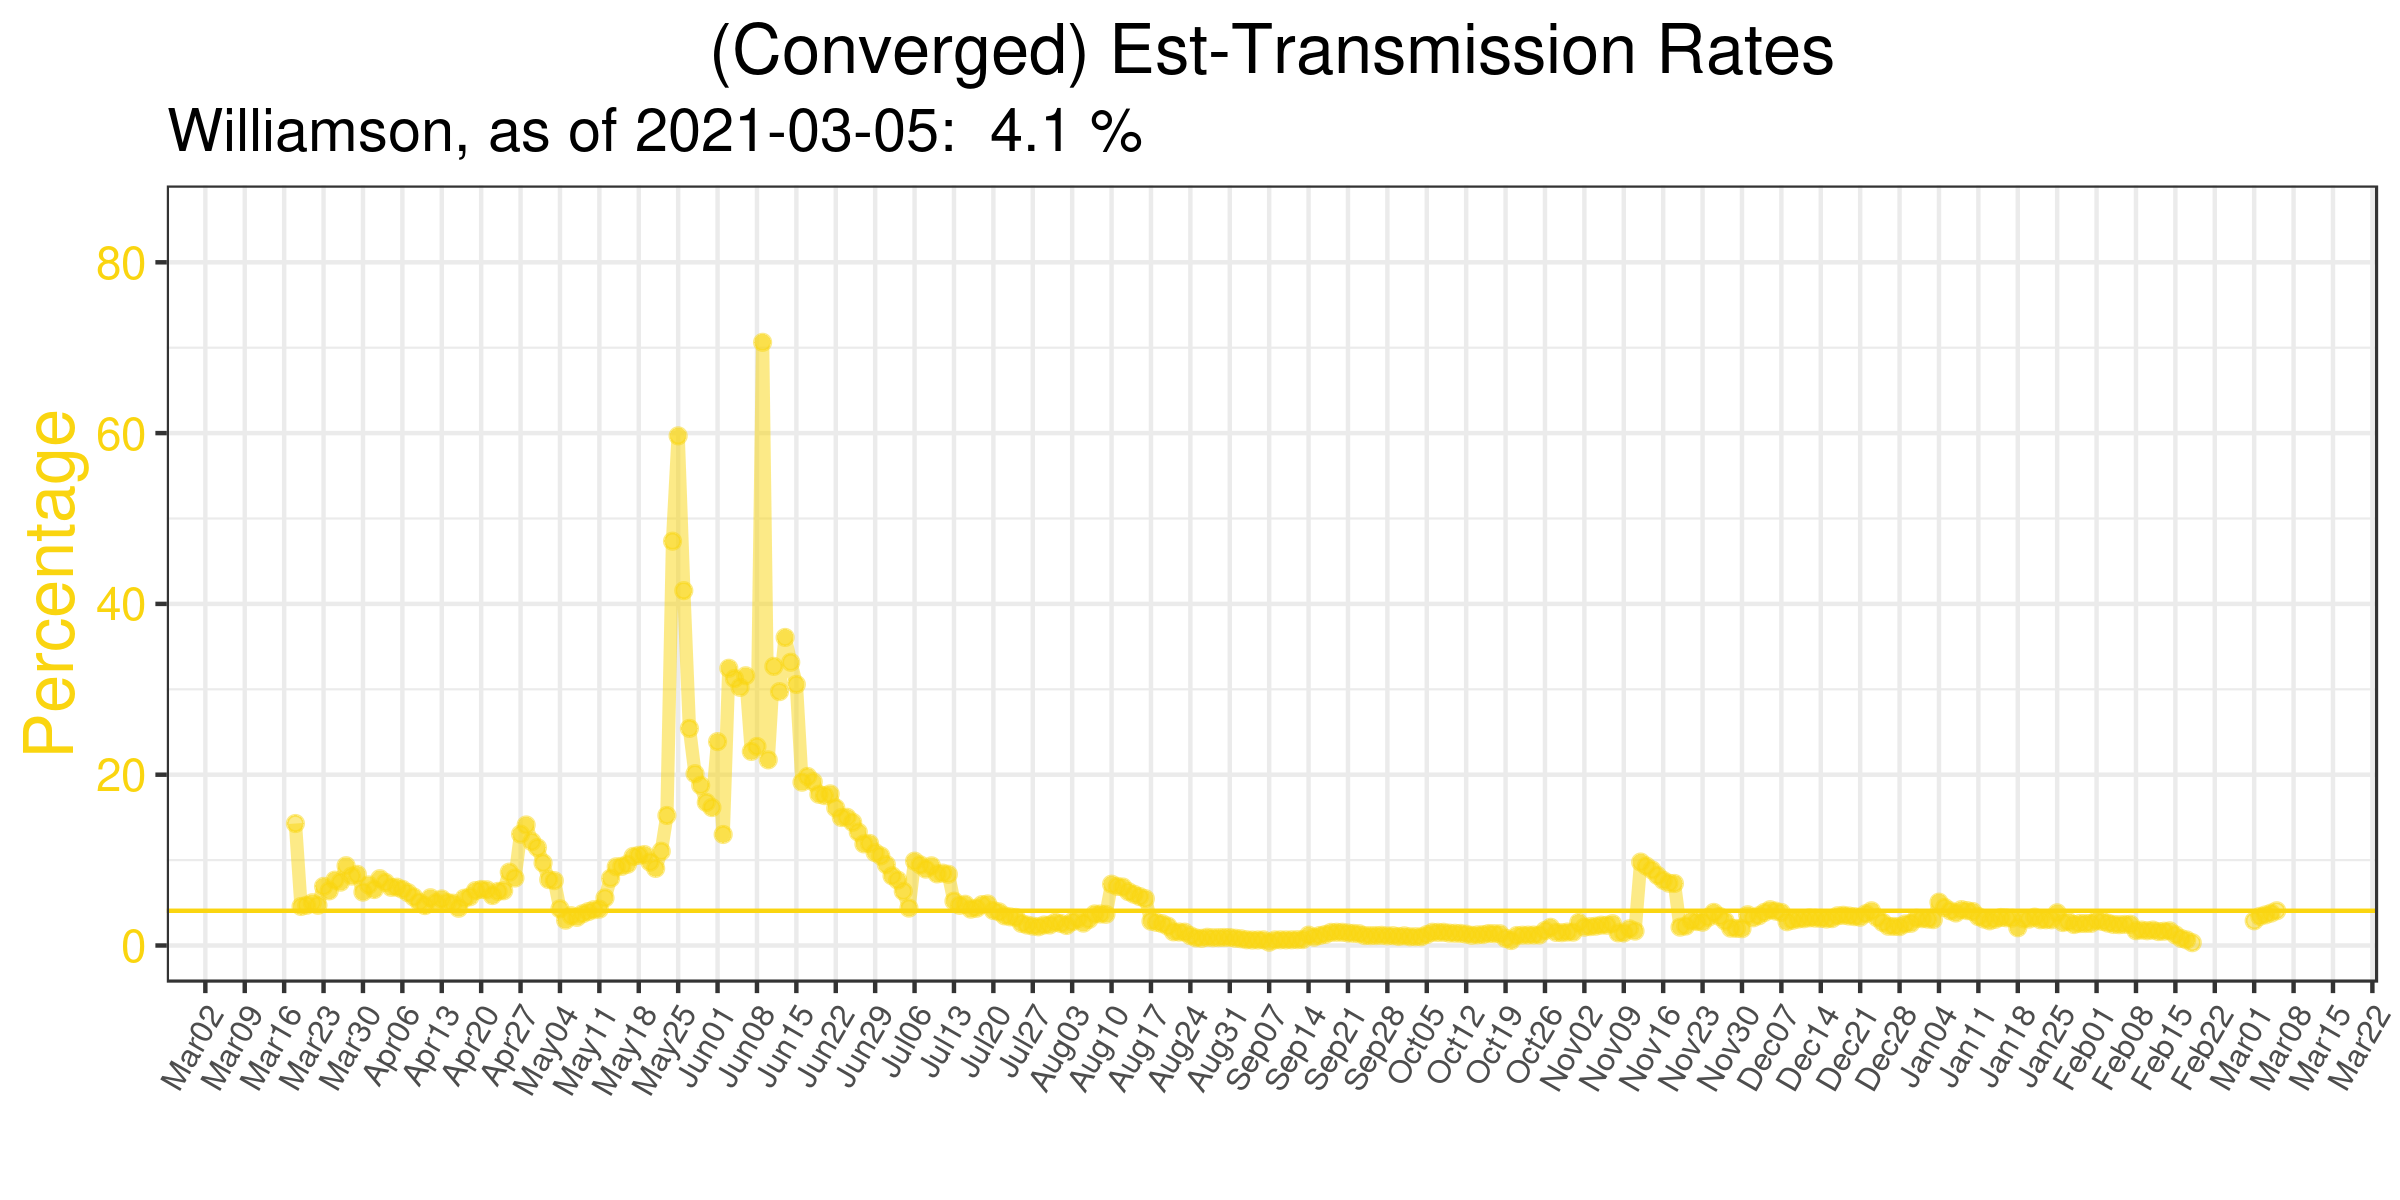 (Converged) Est-Transmission Rates
Williamson, as of 2021-03-05:  4.1 %
Percentage
80
60
40
20
0
Mar02
Mar09
Mar16
Mar23
Mar30
Apr06
Apr13
Apr20
Apr27
May04
May11
May18
May25
Jun01
Jun08
Jun15
Jun22
Jun29
Jul06
Jul13
Jul20
Jul27
Aug03
Aug10
Aug17
Aug24
Aug31
Sep07
Sep14
Sep21
Sep28
Oct05
Oct12
Oct19
Oct26
Nov02
Nov09
Nov16
Nov23
Nov30
Dec07
Dec14
Dec21
Dec28
Jan04
Jan11
Jan18
Jan25
Feb01
Feb08
Feb15
Feb22
Mar01
Mar08
Mar15
Mar22